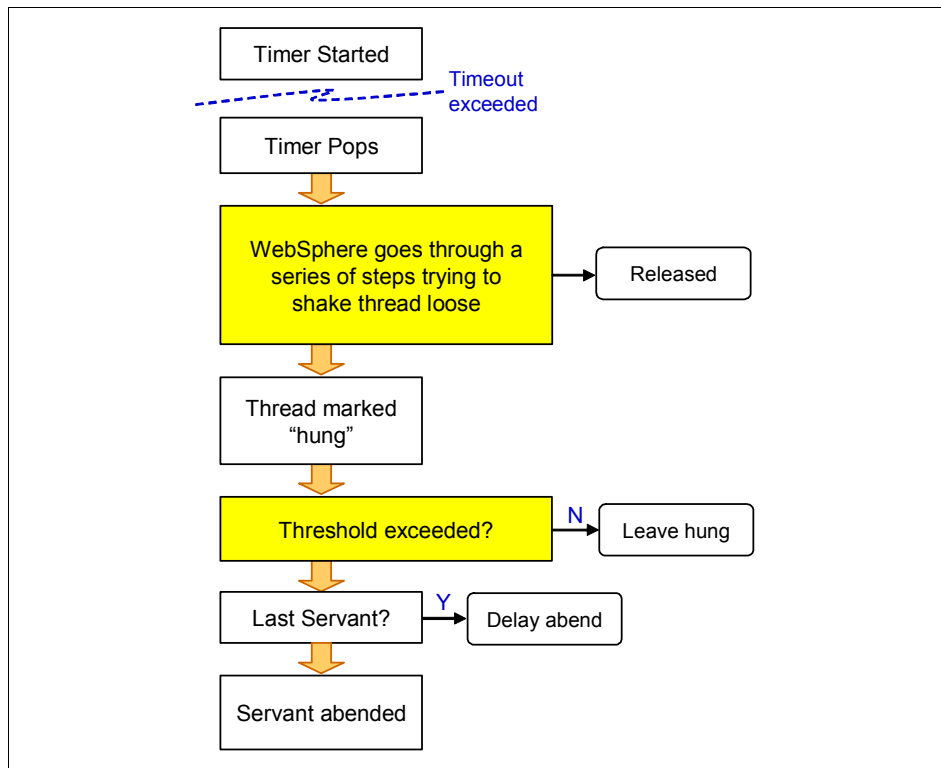 Timer Started
Timeout
exceeded
Timer Pops
WebSphere goes through a
series of steps trying to
shake thread loose
Released
Thread marked
“hung”
Threshold exceeded?
N
Leave hung
Last Servant?
Y
Delay abend
Servant abended